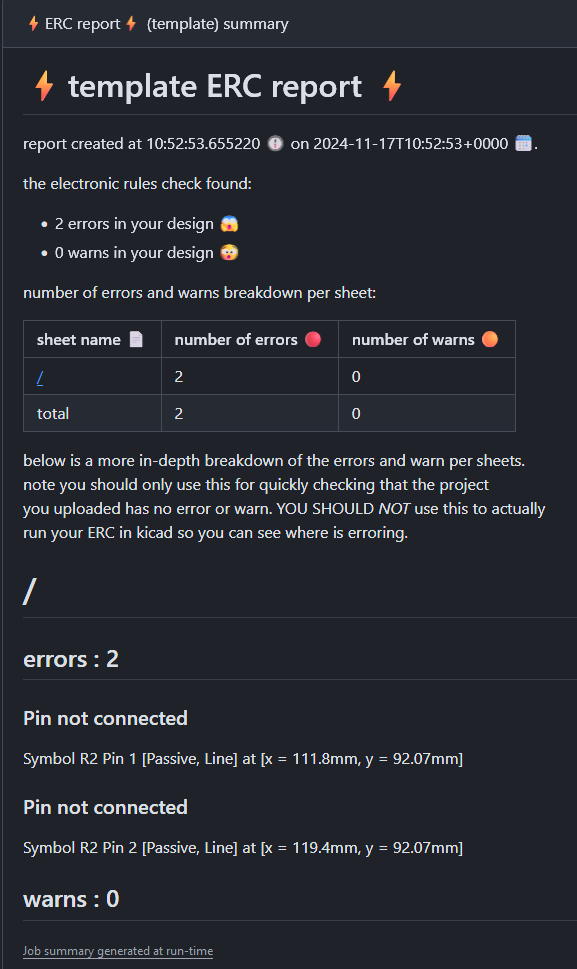 ⚡ERC report⚡ (template) summary
⚡ template ERC report ⚡
report created at 10:52:53.655220 on 2024-11-17T10:52:53+0000 .
the electronic rules check found:
• 2 errors in your design 😱
• 0 warns in your design
number of errors and warns breakdown per sheet:
sheet name 📄 number of errors 🔴 number of warns 🟠
/ 2 0
total 2 0
below is a more in-depth breakdown of the errors and warn per sheets.
note you should only use this for quickly checking that the project
you uploaded has no error or warn. YOU SHOULD NOT use this to actually
run your ERC in kicad so you can see where is erroring.
/
errors : 2
Pin not connected
Symbol R2 Pin 1 [Passive, Line] at [x = 111.8mm, y = 92.07mm]
Pin not connected
Symbol R2 Pin 2 [Passive, Line] at [x = 119.4mm, y = 92.07mm]
warns : 0
Job summary generated at run-time